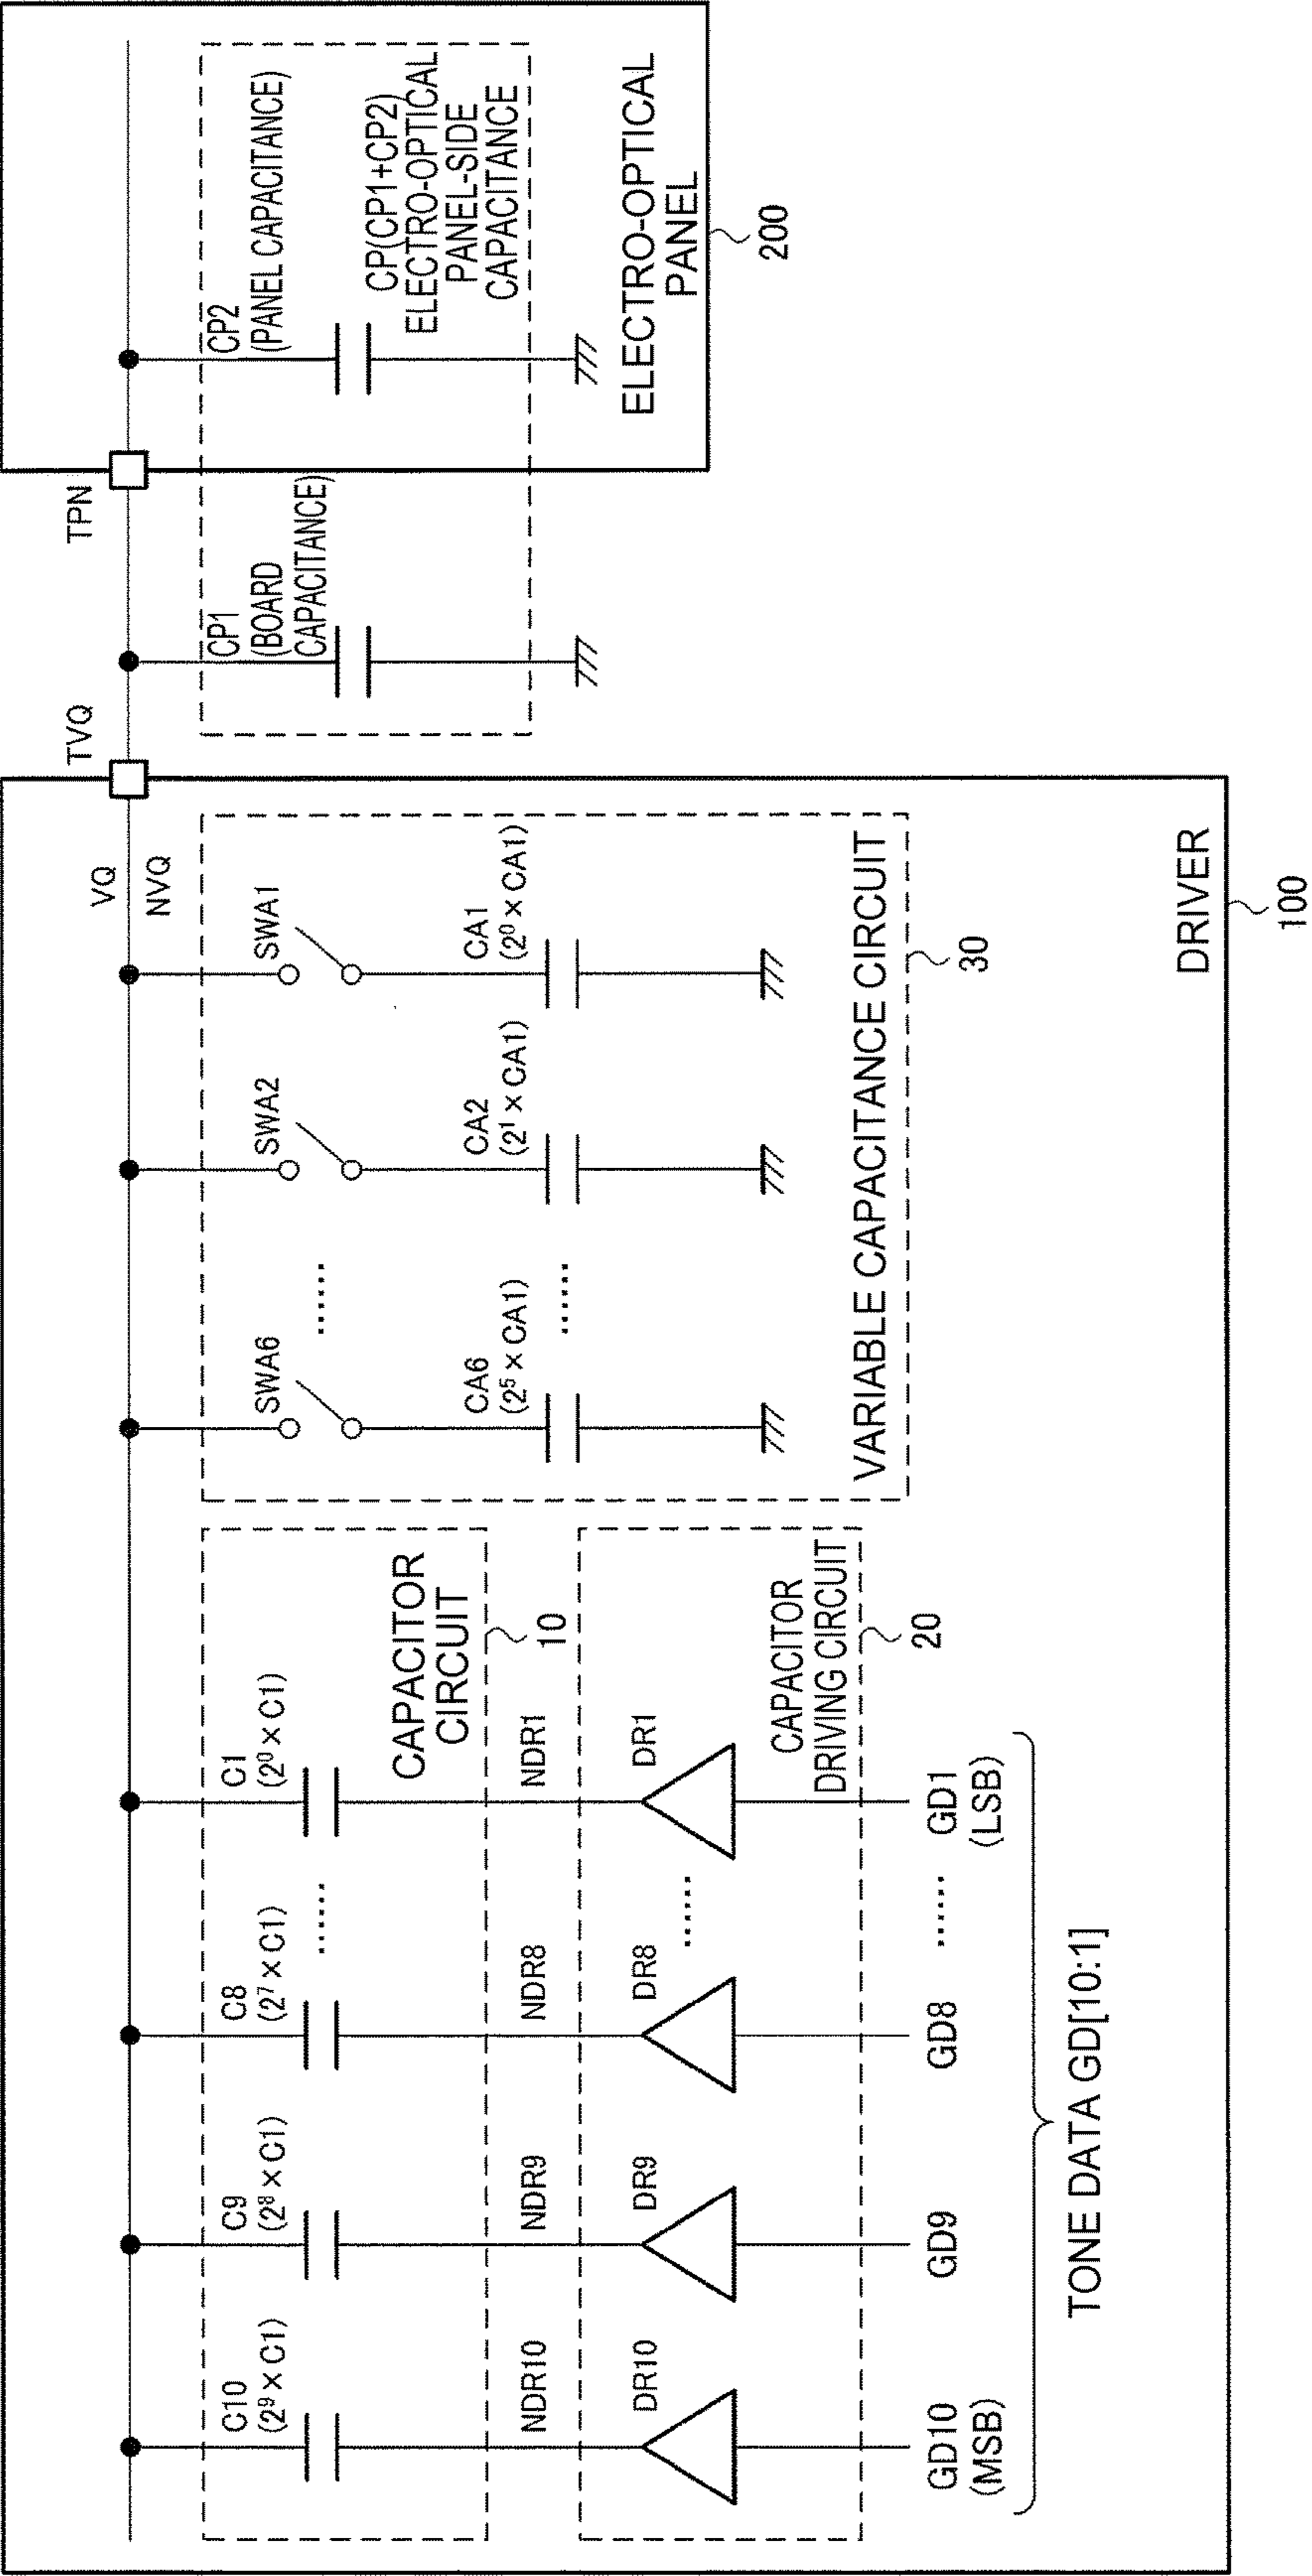 VQ
NVQ
TVQ
TPN
C10
(2⁹×C1)
C9
(2⁸×C1)
C8
(2⁷×C1)
......
C1
(2⁰×C1)
CAPACITOR
CIRCUIT
10
NDR10
NDR9
NDR8
NDR1
DR10
DR9
DR8
......
DR1
CAPACITOR
DRIVING CIRCUIT
20
GD10
(MSB)
GD9
GD8
......
GD1
(LSB)
TONE DATA GD[10:1]
SWA6
......
SWA2
SWA1
CA6
(2⁵×CA1)
......
CA2
(2¹×CA1)
CA1
(2⁰×CA1)
VARIABLE CAPACITANCE CIRCUIT
30
DRIVER
100
CP1
(BOARD
CAPACITANCE)
CP2
(PANEL CAPACITANCE)
CP(CP1+CP2)
ELECTRO-OPTICAL
PANEL-SIDE
CAPACITANCE
ELECTRO-OPTICAL
PANEL
200